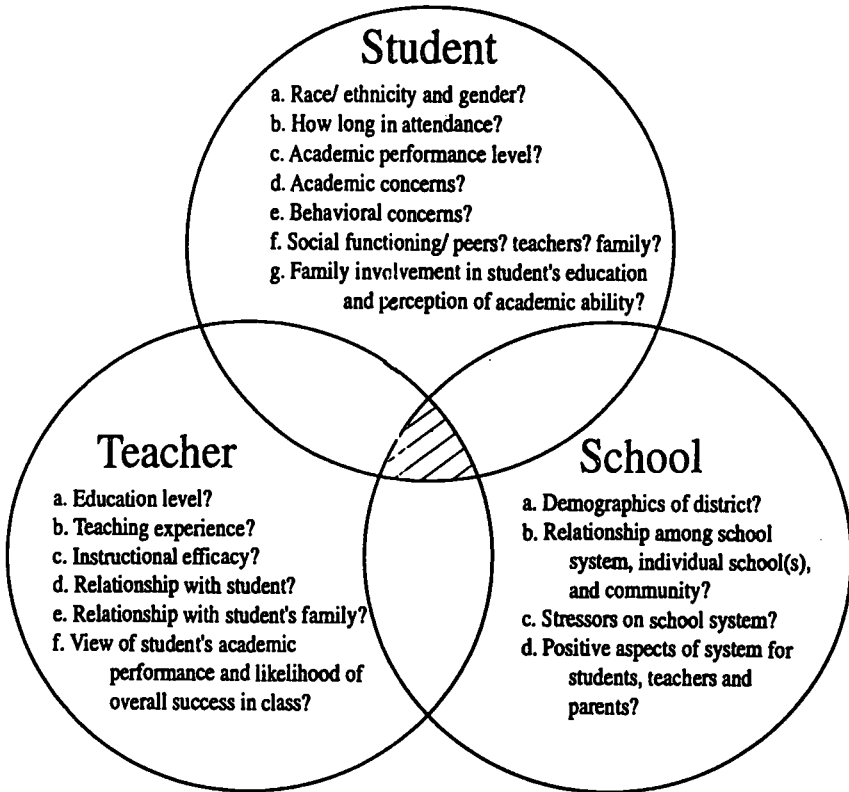 Student
a. Race/ ethnicity and gender?
b. How long in attendance?
c. Academic performance level?
d. Academic concerns?
e. Behavioral concerns?
f. Social functioning/ peers? teachers? family?
g. Family involvement in student's education
and perception of academic ability?
Teacher
a. Education level?
b. Teaching experience?
c. Instructional efficacy?
d. Relationship with student?
e. Relationship with student's family?
f. View of student's academic
performance and likelihood of
overall success in class?
School
a. Demographics of district?
b. Relationship among school
system, individual school(s),
and community?
c. Stressors on school system?
d. Positive aspects of system for
students, teachers and
parents?